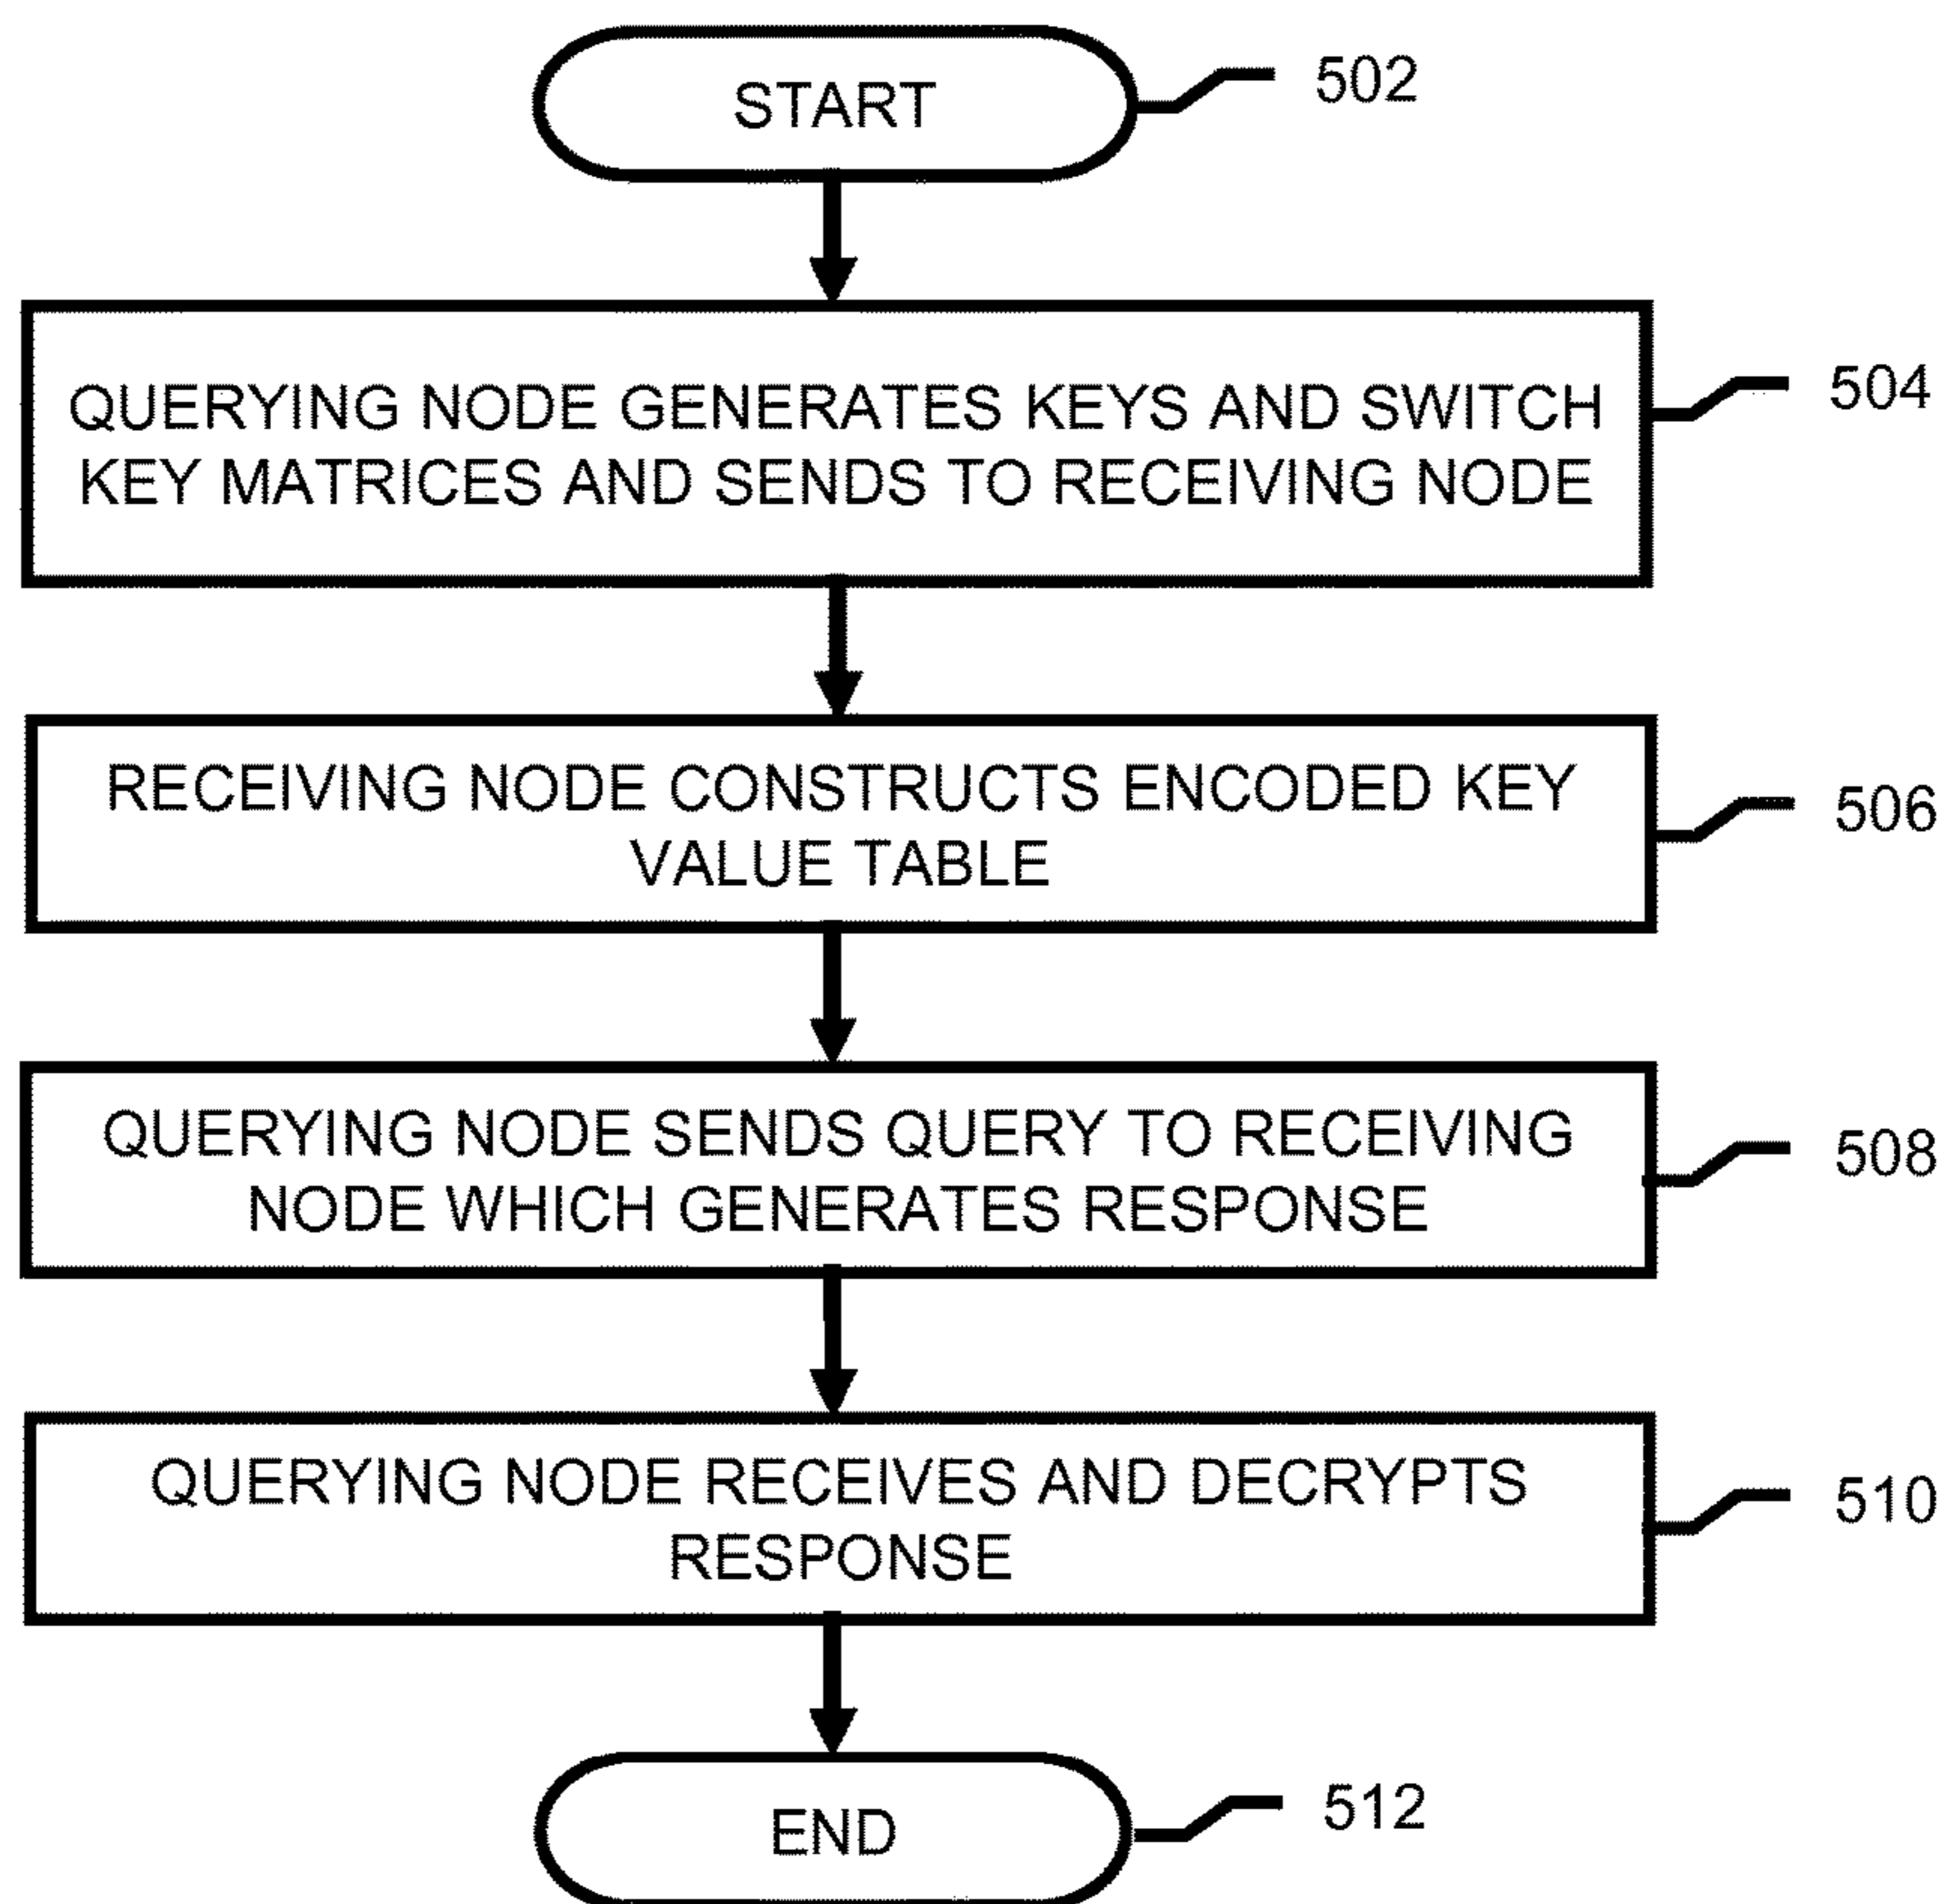 START
502
QUERYING NODE GENERATES KEYS AND SWITCH
KEY MATRICES AND SENDS TO RECEIVING NODE
504
RECEIVING NODE CONSTRUCTS ENCODED KEY
VALUE TABLE
506
QUERYING NODE SENDS QUERY TO RECEIVING
NODE WHICH GENERATES RESPONSE
508
QUERYING NODE RECEIVES AND DECRYPTS
RESPONSE
510
END
512